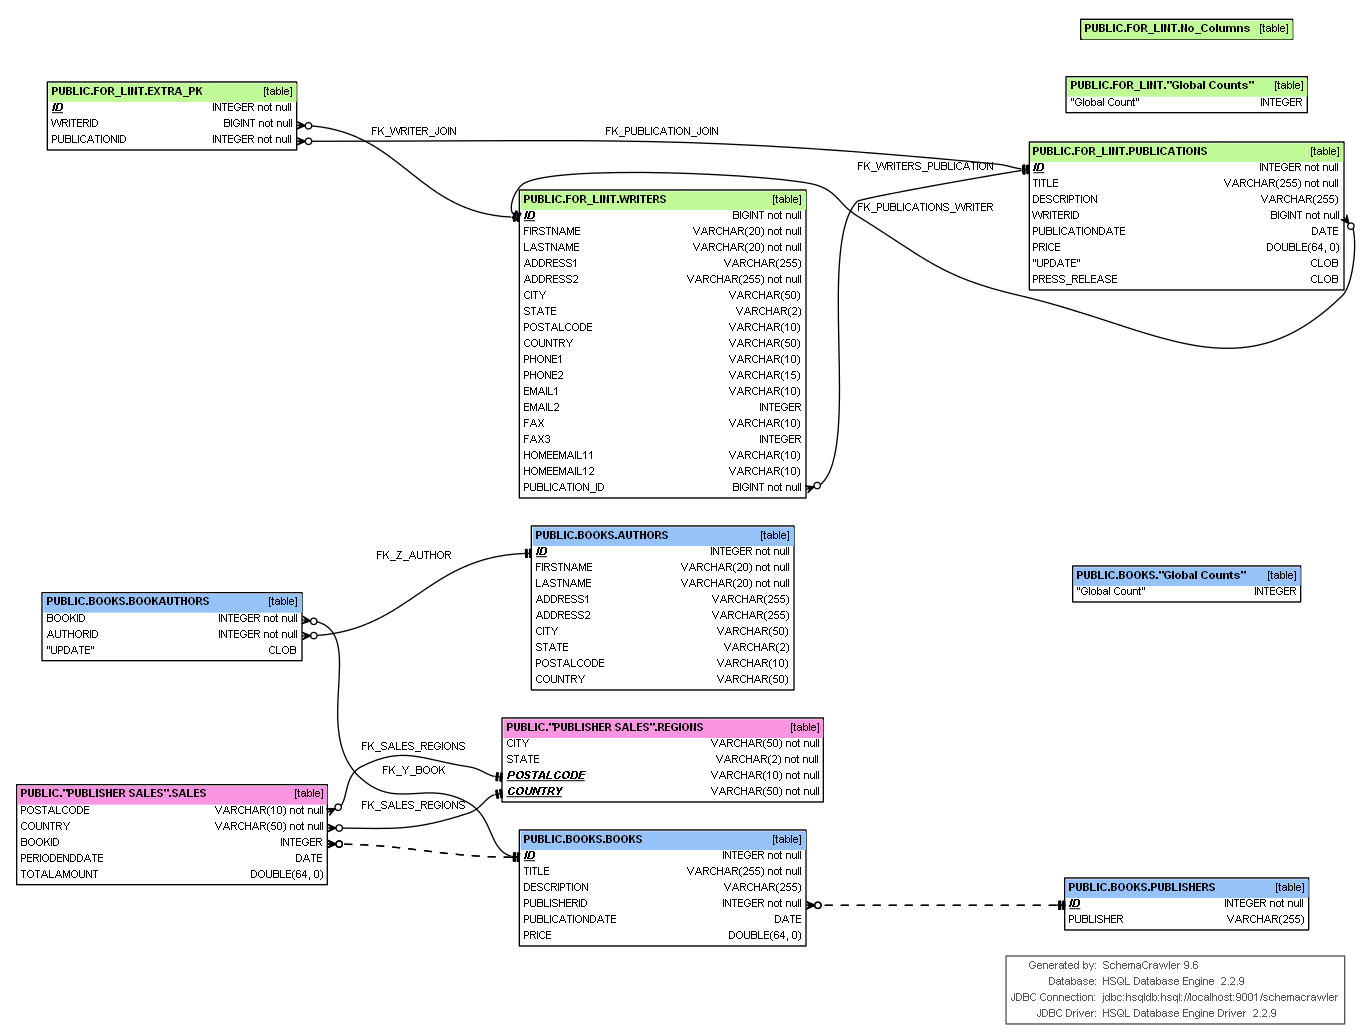 PUBLIC.FOR_LINT.No_Columns [table]
PUBLIC.FOR_LINT."Global Counts" [table]
"Global Count" INTEGER
PUBLIC.FOR_LINT.EXTRA_PK [table]
ID INTEGER not null
WRITERID BIGINT not null
PUBLICATIONID INTEGER not null
FK_WRITER_JOIN
FK_PUBLICATION_JOIN
FK_WRITERS_PUBLICATION
FK_PUBLICATIONS_WRITER
PUBLIC.FOR_LINT.PUBLICATIONS [table]
ID INTEGER not null
TITLE VARCHAR(255) not null
DESCRIPTION VARCHAR(255)
WRITERID BIGINT not null
PUBLICATIONDATE DATE
PRICE DOUBLE(64, 0)
"UPDATE" CLOB
PRESS_RELEASE CLOB
PUBLIC.FOR_LINT.WRITERS [table]
ID BIGINT not null
FIRSTNAME VARCHAR(20) not null
LASTNAME VARCHAR(20) not null
ADDRESS1 VARCHAR(255)
ADDRESS2 VARCHAR(255) not null
CITY VARCHAR(50)
STATE VARCHAR(2)
POSTALCODE VARCHAR(10)
COUNTRY VARCHAR(50)
PHONE1 VARCHAR(10)
PHONE2 VARCHAR(15)
EMAIL1 VARCHAR(10)
EMAIL2 INTEGER
FAX VARCHAR(10)
FAX3 INTEGER
HOMEEMAIL11 VARCHAR(10)
HOMEEMAIL12 VARCHAR(10)
PUBLICATION_ID BIGINT not null
PUBLIC.BOOKS.AUTHORS [table]
ID INTEGER not null
FIRSTNAME VARCHAR(20) not null
LASTNAME VARCHAR(20) not null
ADDRESS1 VARCHAR(255)
ADDRESS2 VARCHAR(255)
CITY VARCHAR(50)
STATE VARCHAR(2)
POSTALCODE VARCHAR(10)
COUNTRY VARCHAR(50)
FK_Z_AUTHOR
PUBLIC.BOOKS."Global Counts" [table]
"Global Count" INTEGER
PUBLIC.BOOKS.BOOKAUTHORS [table]
BOOKID INTEGER not null
AUTHORID INTEGER not null
"UPDATE" CLOB
PUBLIC."PUBLISHER SALES".REGIONS [table]
CITY VARCHAR(50) not null
STATE VARCHAR(2) not null
POSTALCODE VARCHAR(10) not null
COUNTRY VARCHAR(50) not null
FK_SALES_REGIONS
FK_Y_BOOK
FK_SALES_REGIONS
PUBLIC."PUBLISHER SALES".SALES [table]
POSTALCODE VARCHAR(10) not null
COUNTRY VARCHAR(50) not null
BOOKID INTEGER
PERIODENDDATE DATE
TOTALAMOUNT DOUBLE(64, 0)
PUBLIC.BOOKS.BOOKS [table]
ID INTEGER not null
TITLE VARCHAR(255) not null
DESCRIPTION VARCHAR(255)
PUBLISHERID INTEGER not null
PUBLICATIONDATE DATE
PRICE DOUBLE(64, 0)
PUBLIC.BOOKS.PUBLISHERS [table]
ID INTEGER not null
PUBLISHER VARCHAR(255)
Generated by: SchemaCrawler 9.6
Database: HSQL Database Engine 2.2.9
JDBC Connection: jdbc:hsqldb:hsql://localhost:9001/schemacrawler
JDBC Driver: HSQL Database Engine Driver 2.2.9